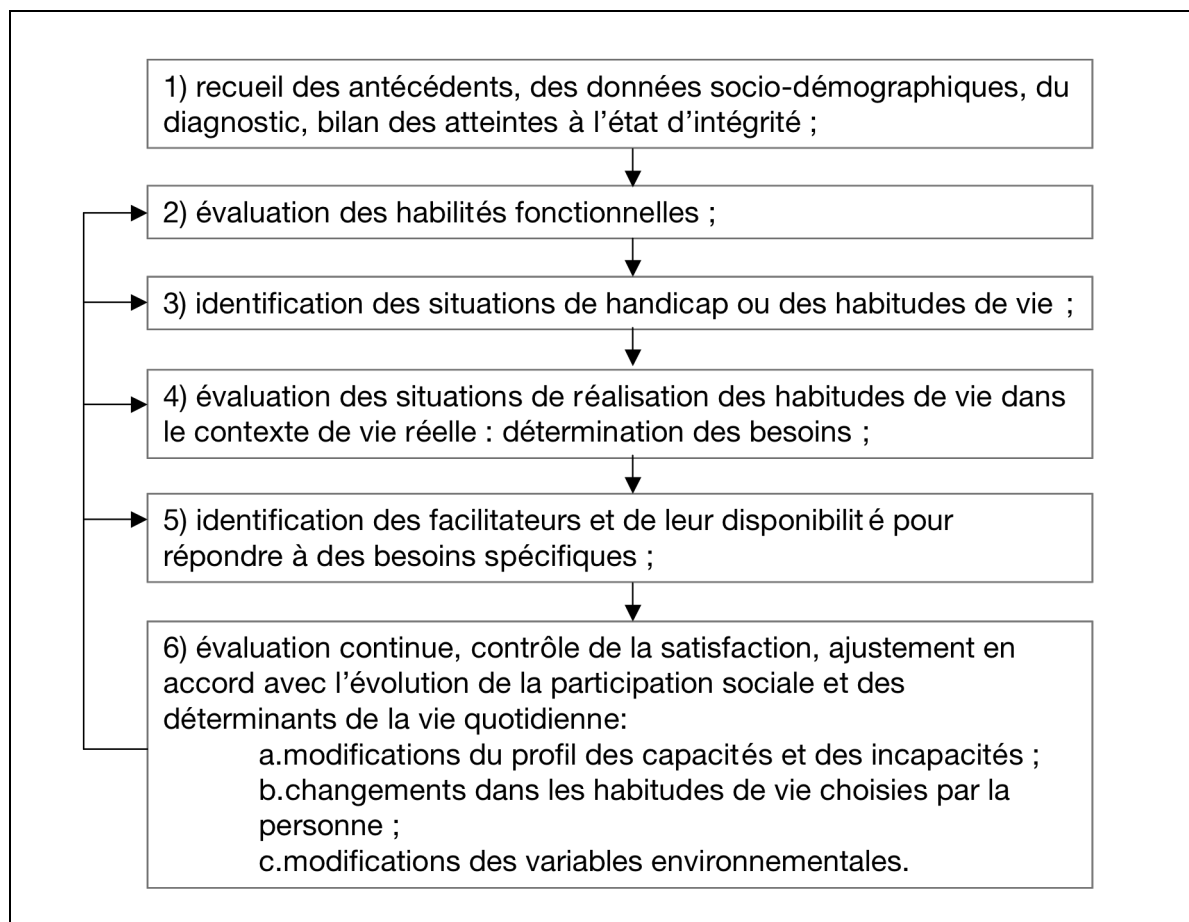 1) recueil des antécédents, des données socio-démographiques, du
diagnostic, bilan des atteintes à l’état d’intégrité ;
2) évaluation des habilités fonctionnelles ;
3) identification des situations de handicap ou des habitudes de vie ;
4) évaluation des situations de réalisation des habitudes de vie dans
le contexte de vie réelle : détermination des besoins ;
5) identification des facilitateurs et de leur disponibilit é pour
répondre à des besoins spécifiques ;
6) évaluation continue, contrôle de la satisfaction, ajustement en
accord avec l’évolution de la participation sociale et des
déterminants de la vie quotidienne:
a.modifications du profil des capacités et des incapacités ;
b.changements dans les habitudes de vie choisies par la
personne ;
c.modifications des variables environnementales.